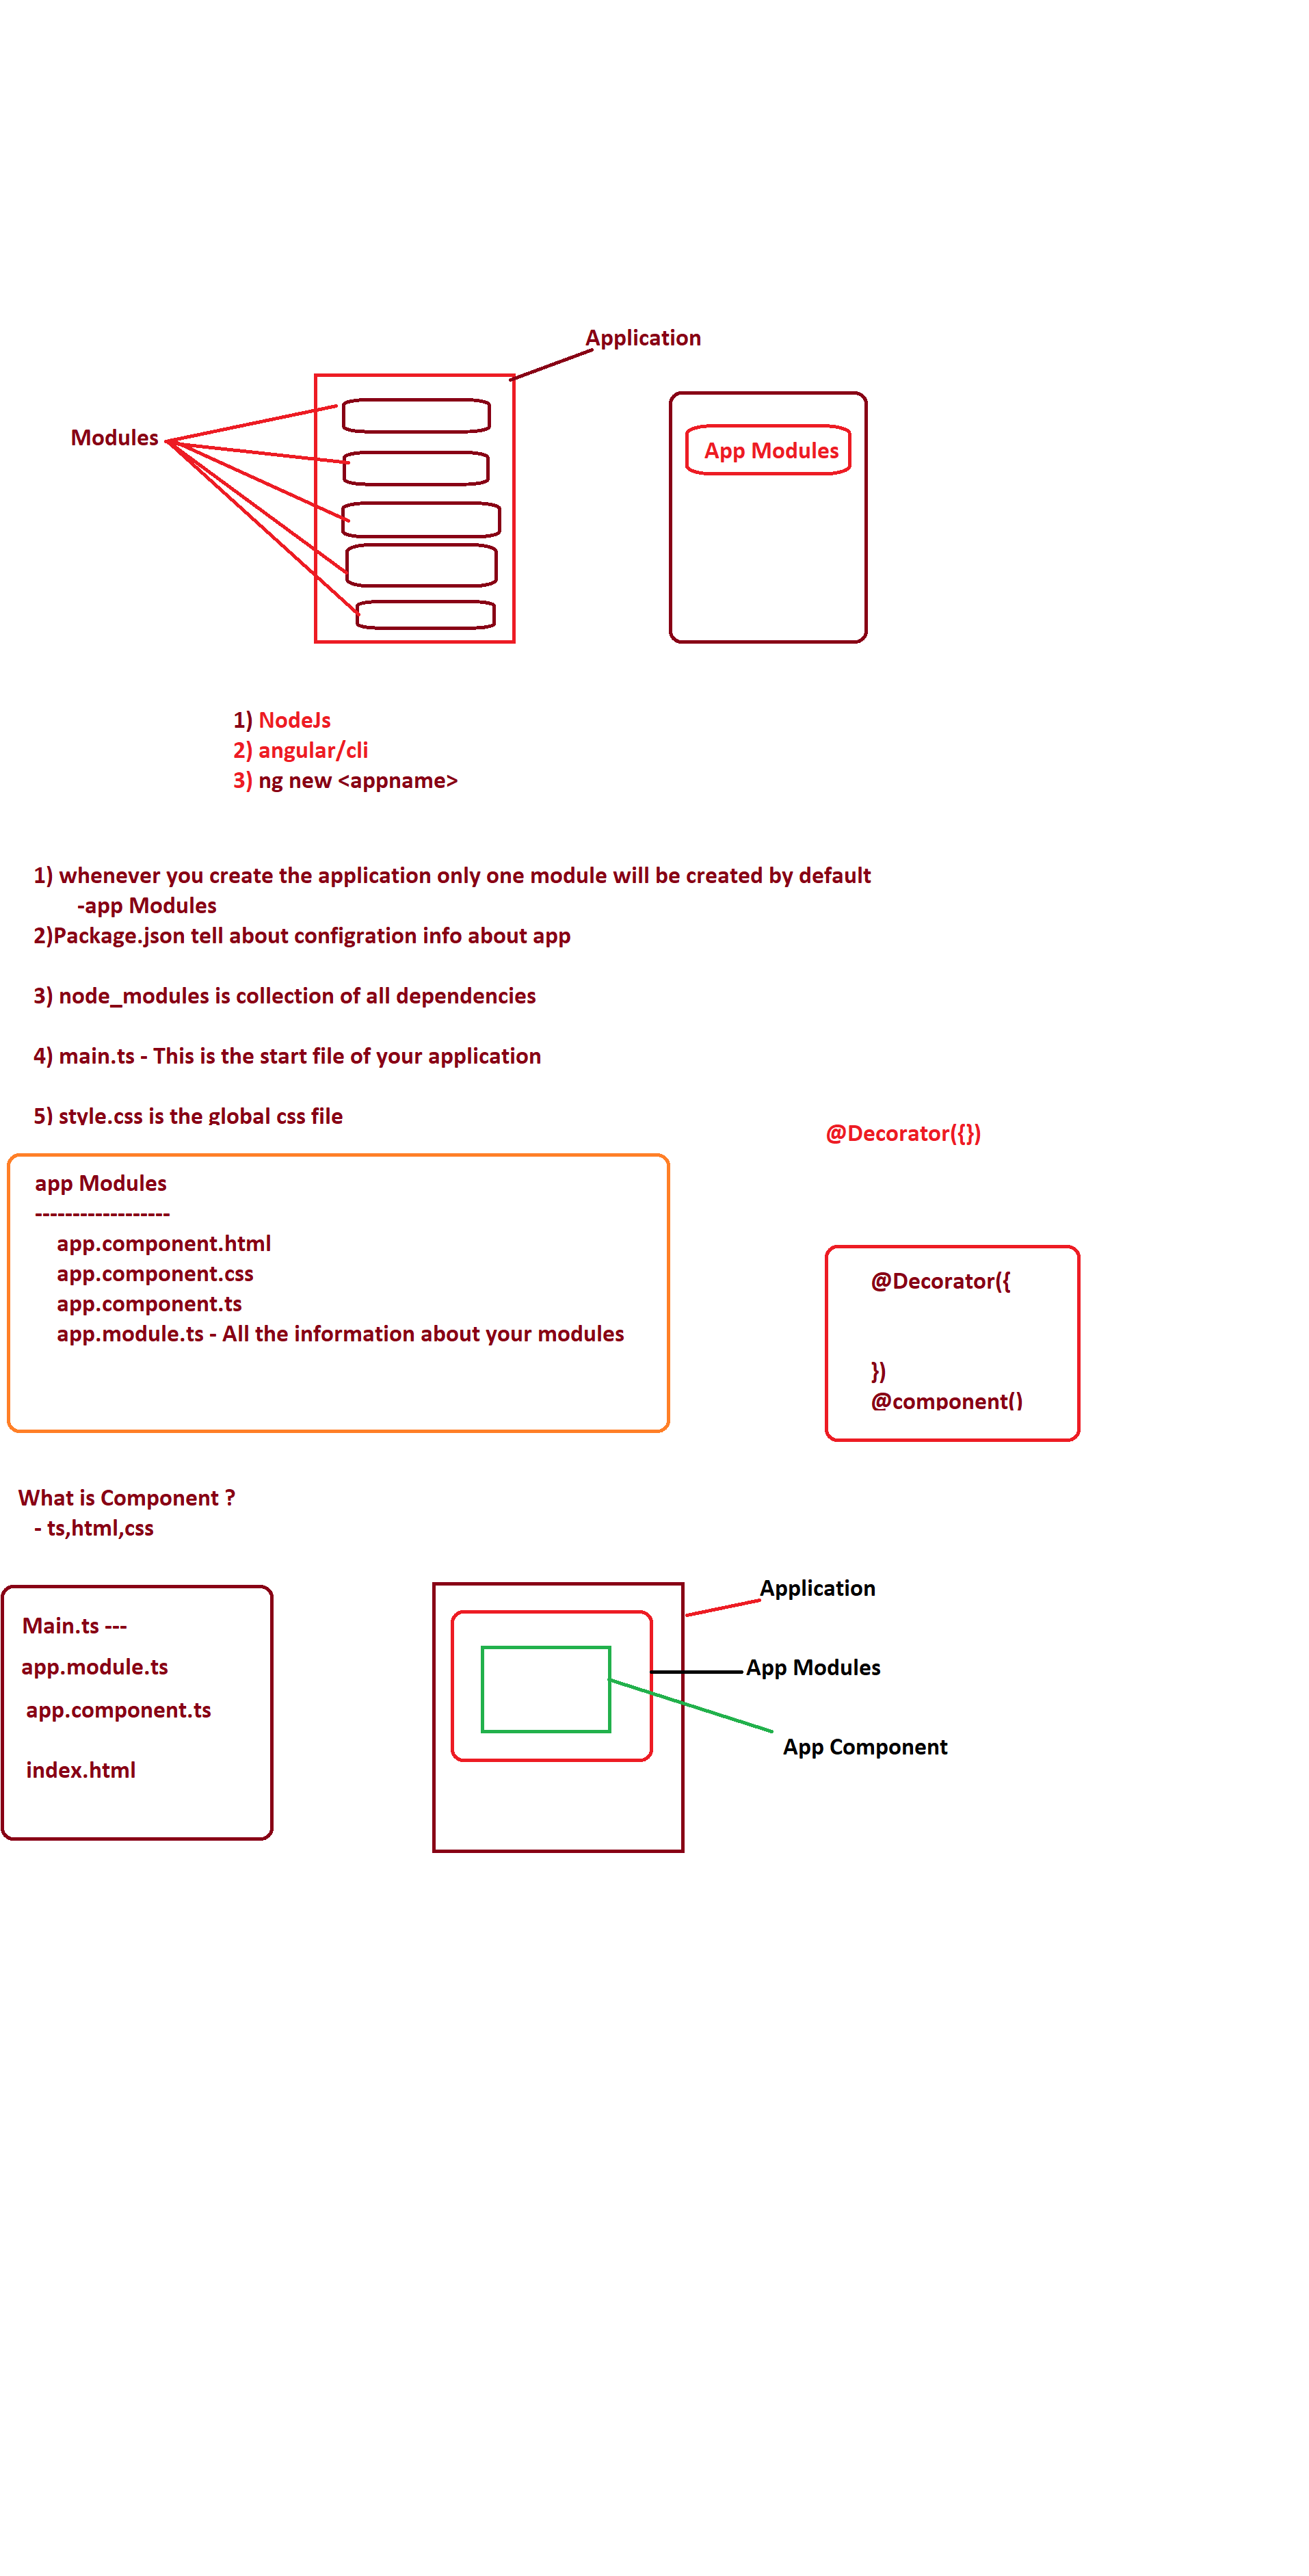 Application
Modules
App Modules
1) NodeJs
2) angular/cli
3) ng new <appname>
1) whenever you create the application only one module will be created by default
-app Modules
2)Package.json tell about configration info about app
3) node_modules is collection of all dependencies
4) main.ts - This is the start file of your application
5) style.css is the global css file
@Decorator({})
app Modules
------------------
app.component.html
app.component.css
app.component.ts
app.module.ts - All the information about your modules
@Decorator({
})
@component()
What is Component ?
- ts,html,css
Main.ts ---
app.module.ts
app.component.ts
index.html
Application
App Modules
App Component